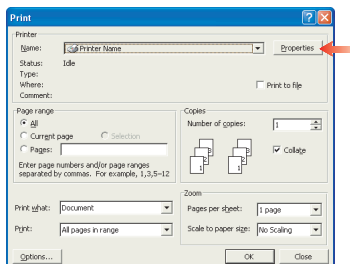 Print
Printer
Name: Printer Name Properties
Status: Idle
Type:
Where: Print to file
Comment:
Page range
All
Current page Selection
Pages:
Enter page numbers and/or page ranges
separated by commas. For example, 1,3,5-12
Copies
Number of copies: 1
Collate
Print what: Document
Print: All pages in range
Zoom
Pages per sheet: 1 page
Scale to paper size: No Scaling
Options... OK Close